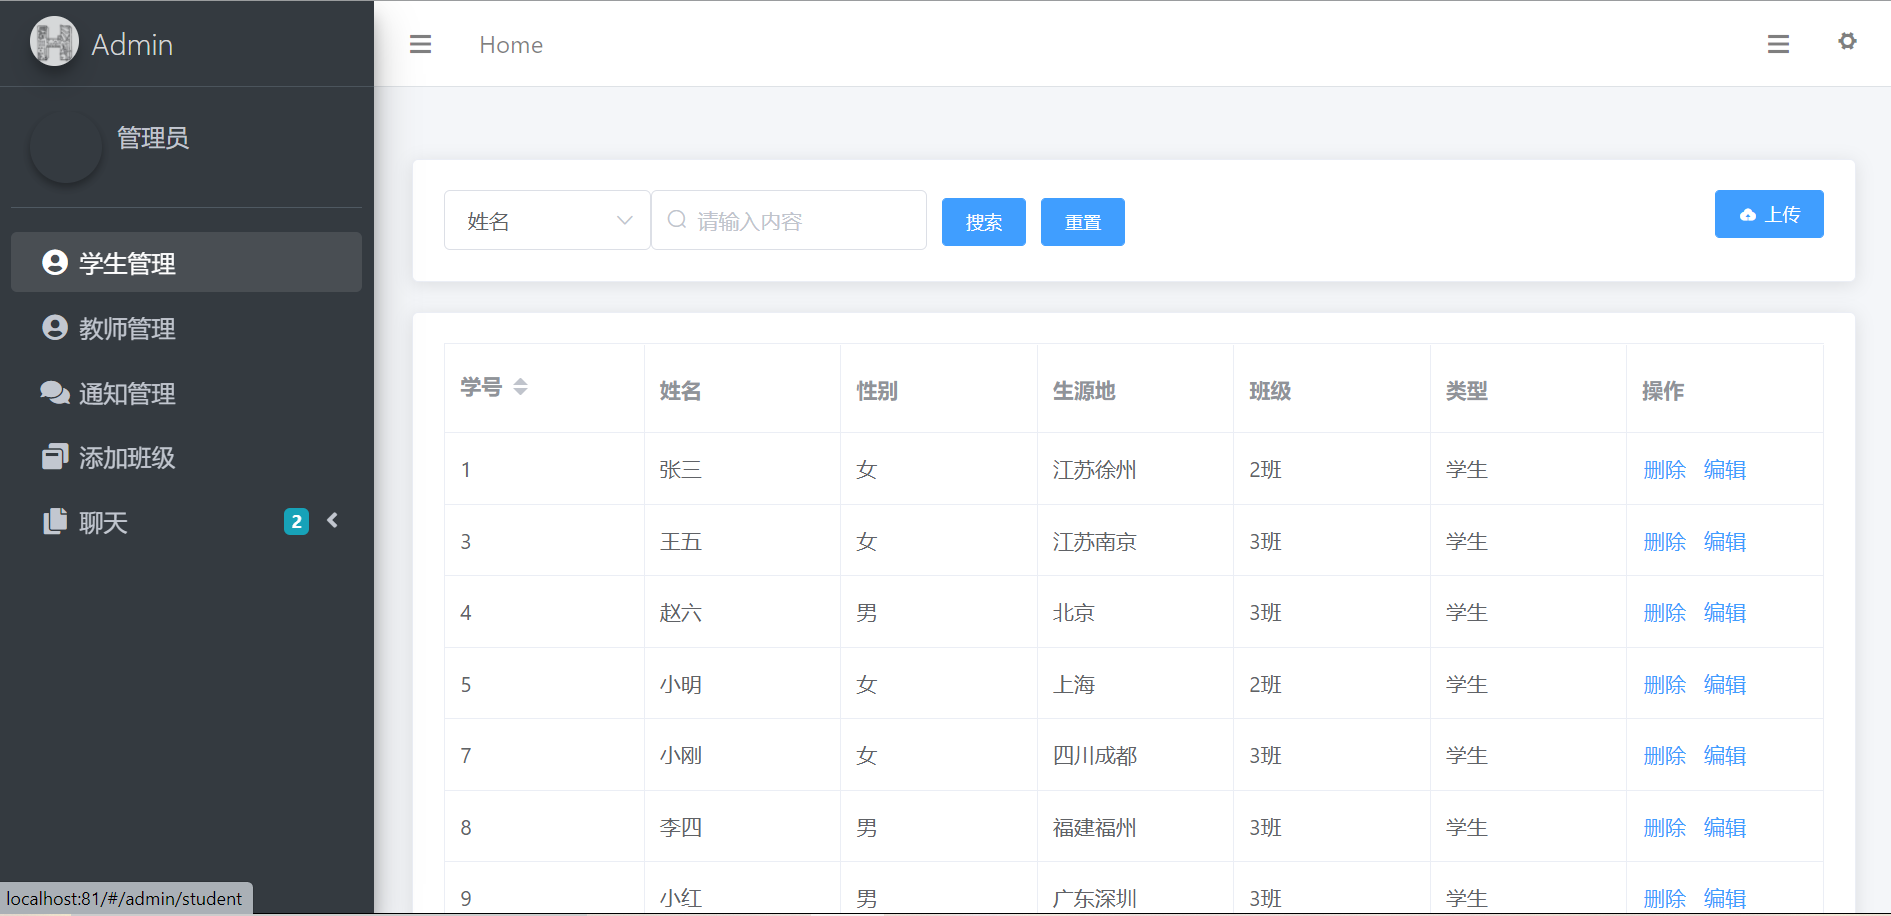 Admin
Home
管理员
学生管理
教师管理
通知管理
添加班级
聊天 2
姓名 请输入内容 搜索 重置 上传
学号 姓名 性别 生源地 班级 类型 操作
1 张三 女 江苏徐州 2班 学生 删除 编辑
3 王五 女 江苏南京 3班 学生 删除 编辑
4 赵六 男 北京 3班 学生 删除 编辑
5 小明 女 上海 2班 学生 删除 编辑
7 小刚 女 四川成都 3班 学生 删除 编辑
8 李四 男 福建福州 3班 学生 删除 编辑
9 小红 男 广东深圳 3班 学生 删除 编辑
localhost:81/#/admin/student